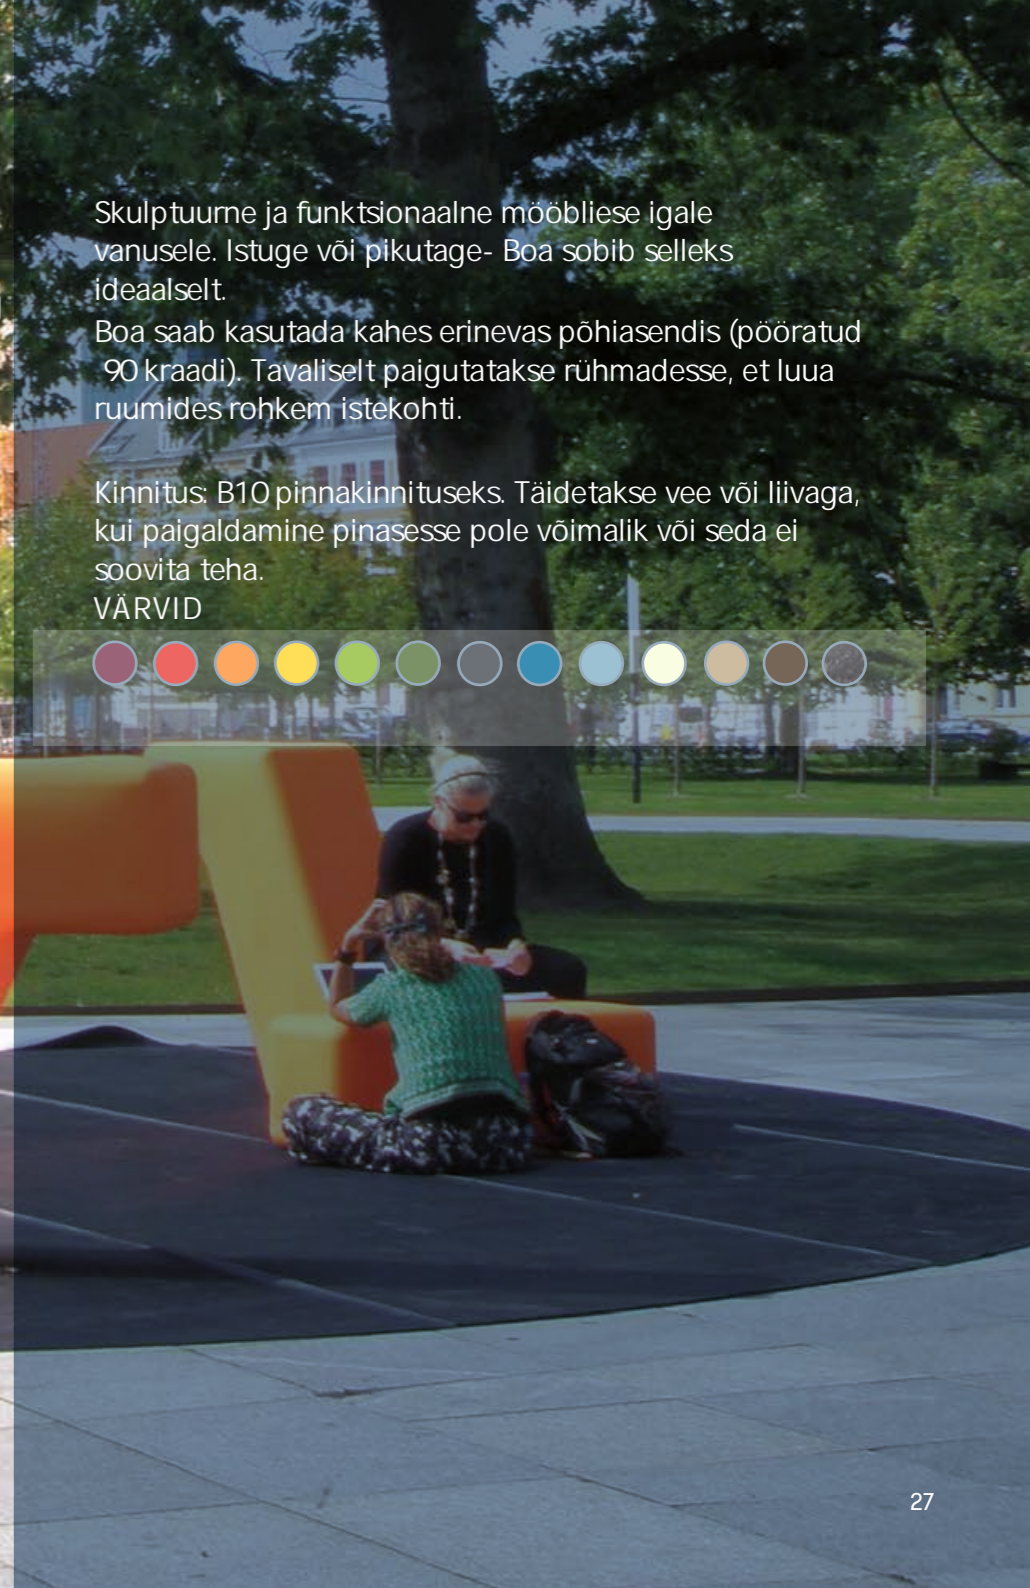 Skulptuurne ja funktsionaalne mööbliese igale
vanusele. Istuge või pikutage- Boa sobib selleks
ideaalselt.
Boa saab kasutada kahes erinevas põhiasendis (pööratud
90 kraadi). Tavaliselt paigutatakse rühmadesse, et luua
ruumides rohkem istekohti.
Kinnitus: B10 pinnakinnituseks. Täidetakse vee või liivaga,
kui paigaldamine pinasesse pole võimalik või seda ei
soovita teha.
VÄRVID
27